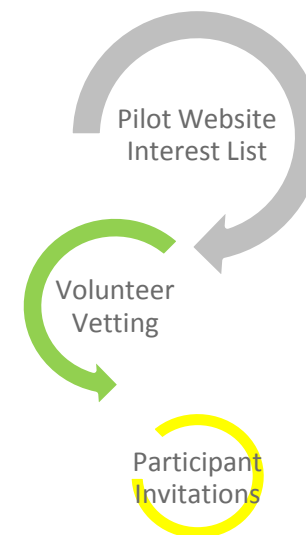 Pilot Website
Interest List
Volunteer
Vetting
Participant
Invitations